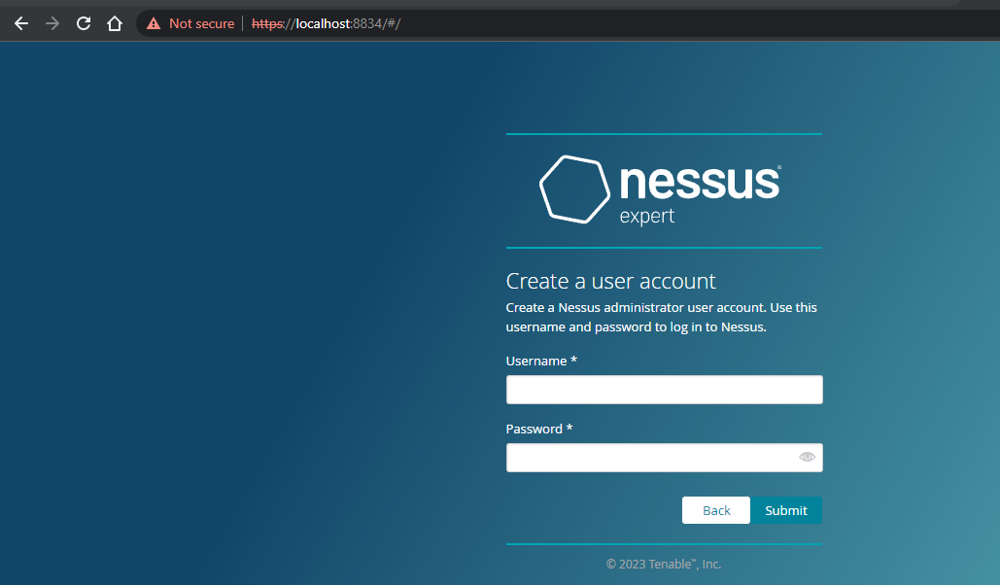 Not secure | https://localhost:8834/#/
nessus®
expert
Create a user account
Create a Nessus administrator user account. Use this
username and password to log in to Nessus.
Username *
Password *
Back Submit
© 2023 Tenable™, Inc.